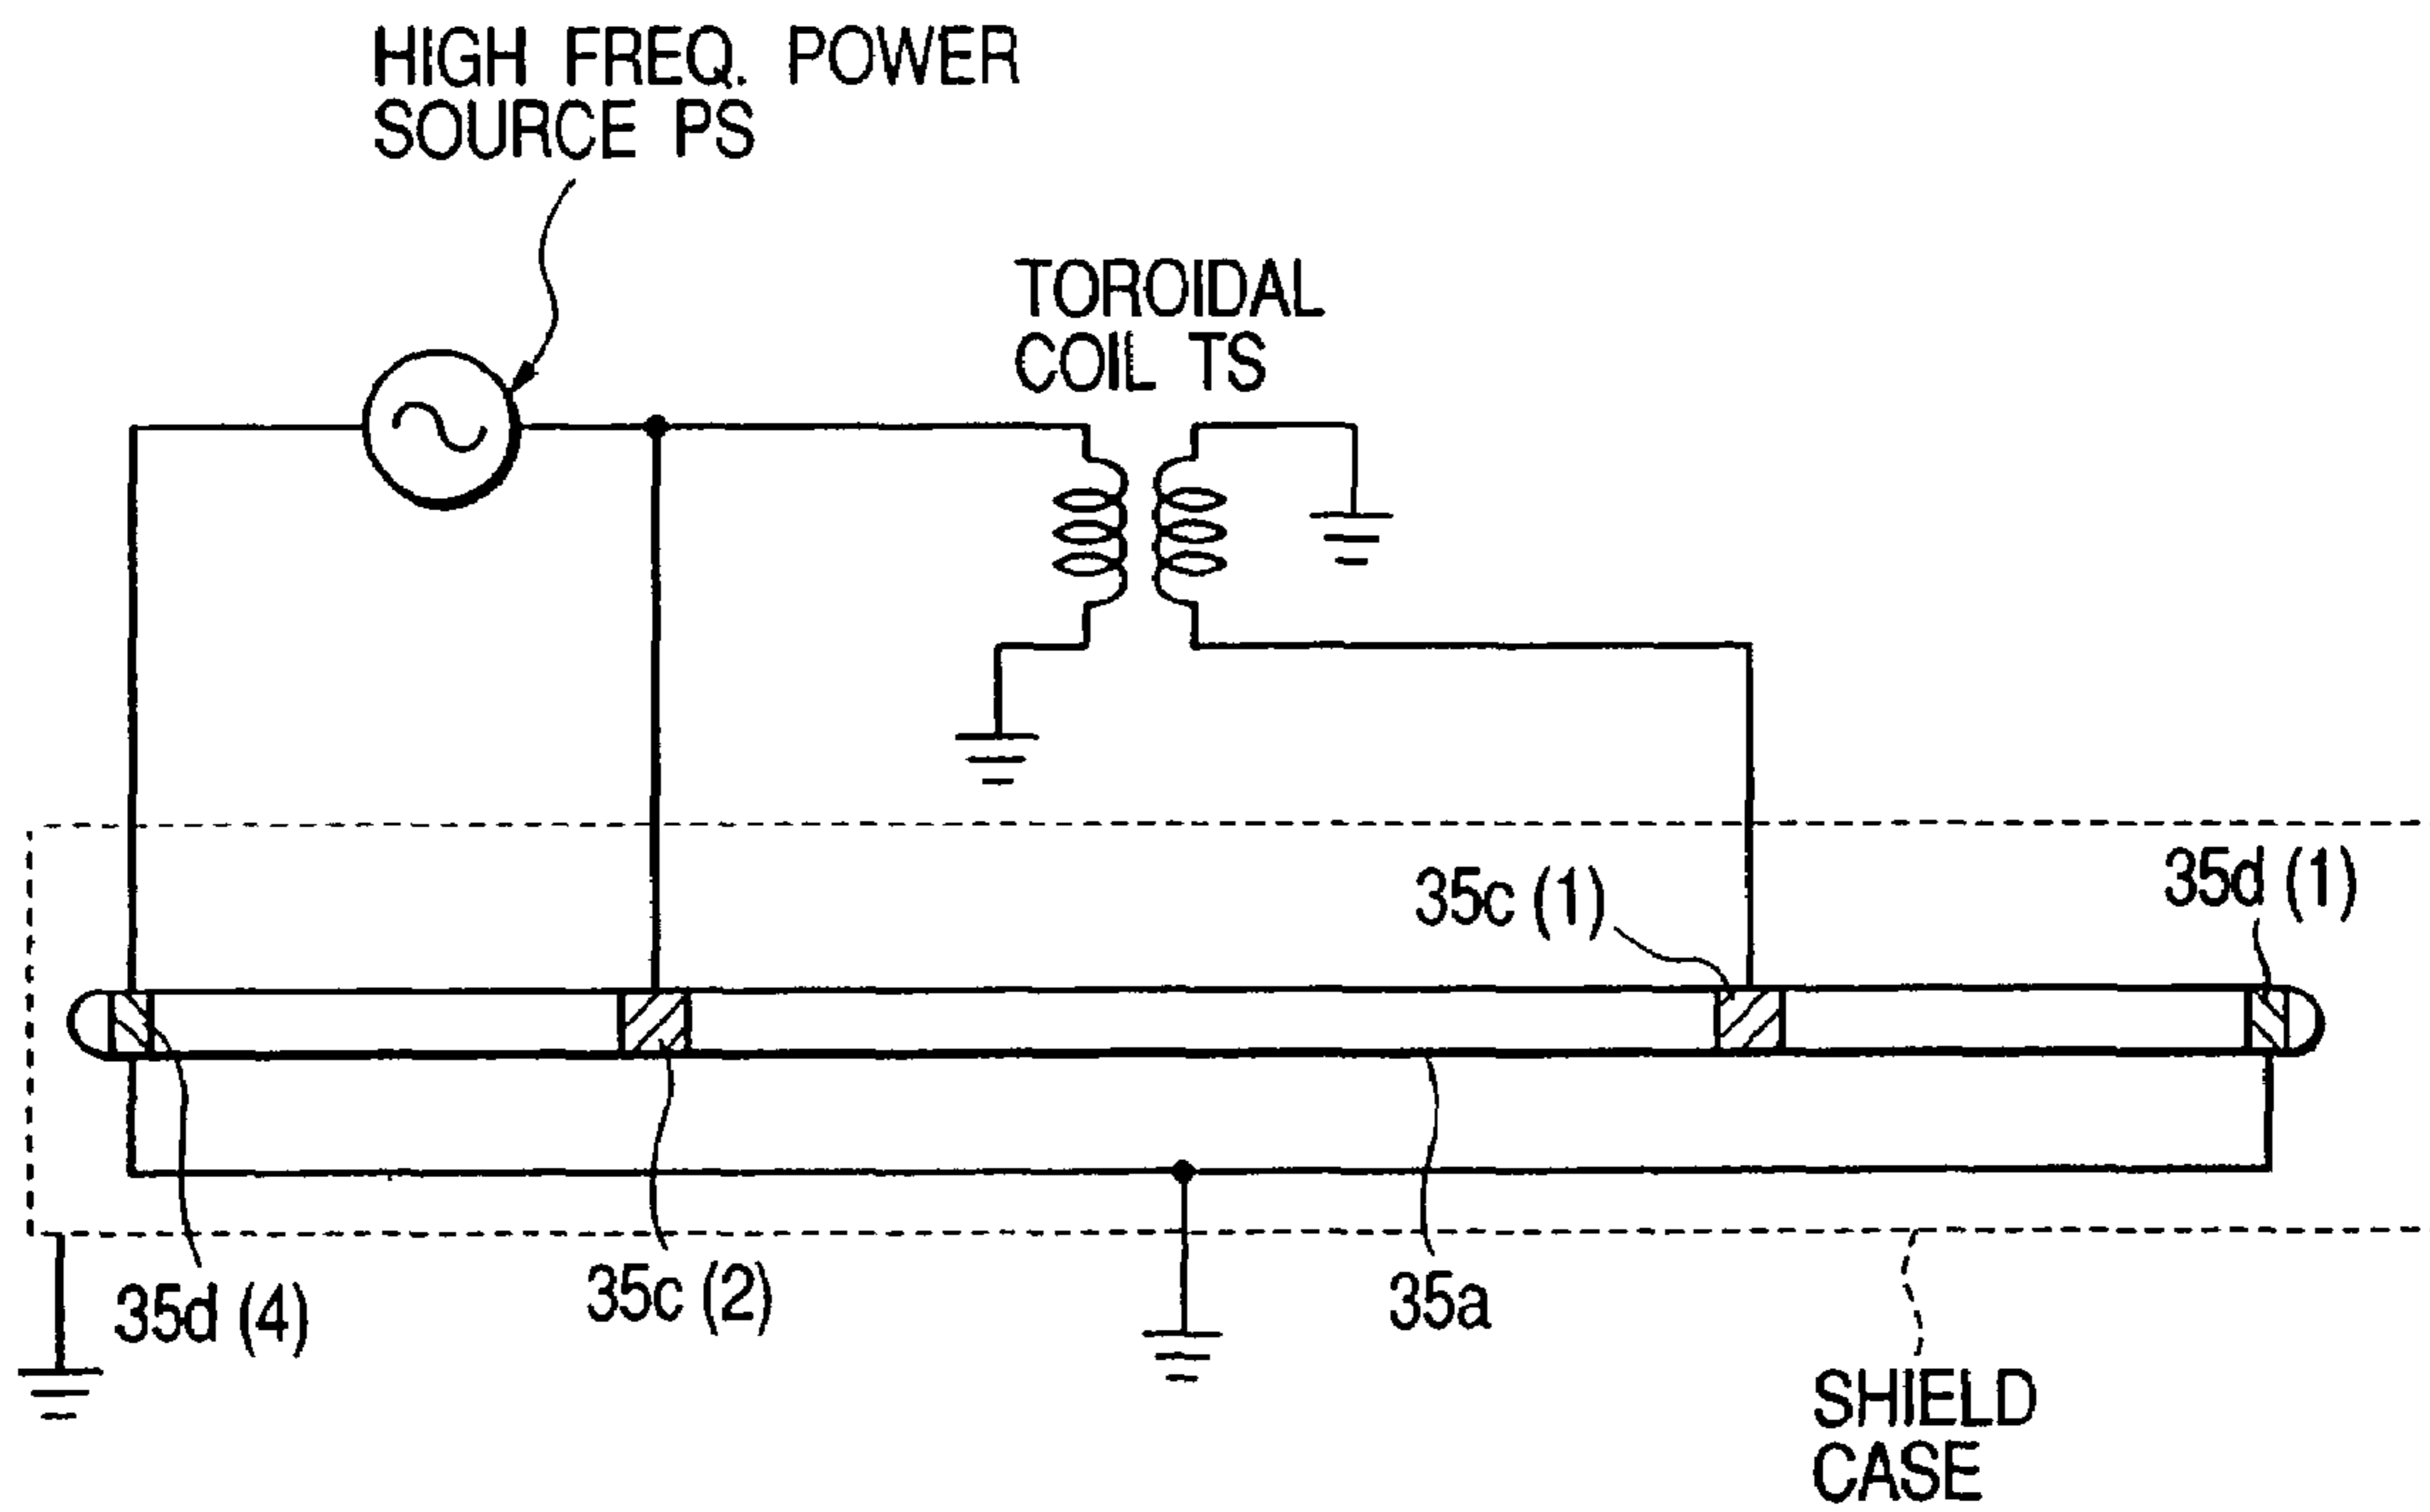 HIGH FREQ. POWER
SOURCE PS
TOROIDAL
COIL TS
35c (1)
35d (1)
35d (4)
35c (2)
35a
SHIELD
CASE